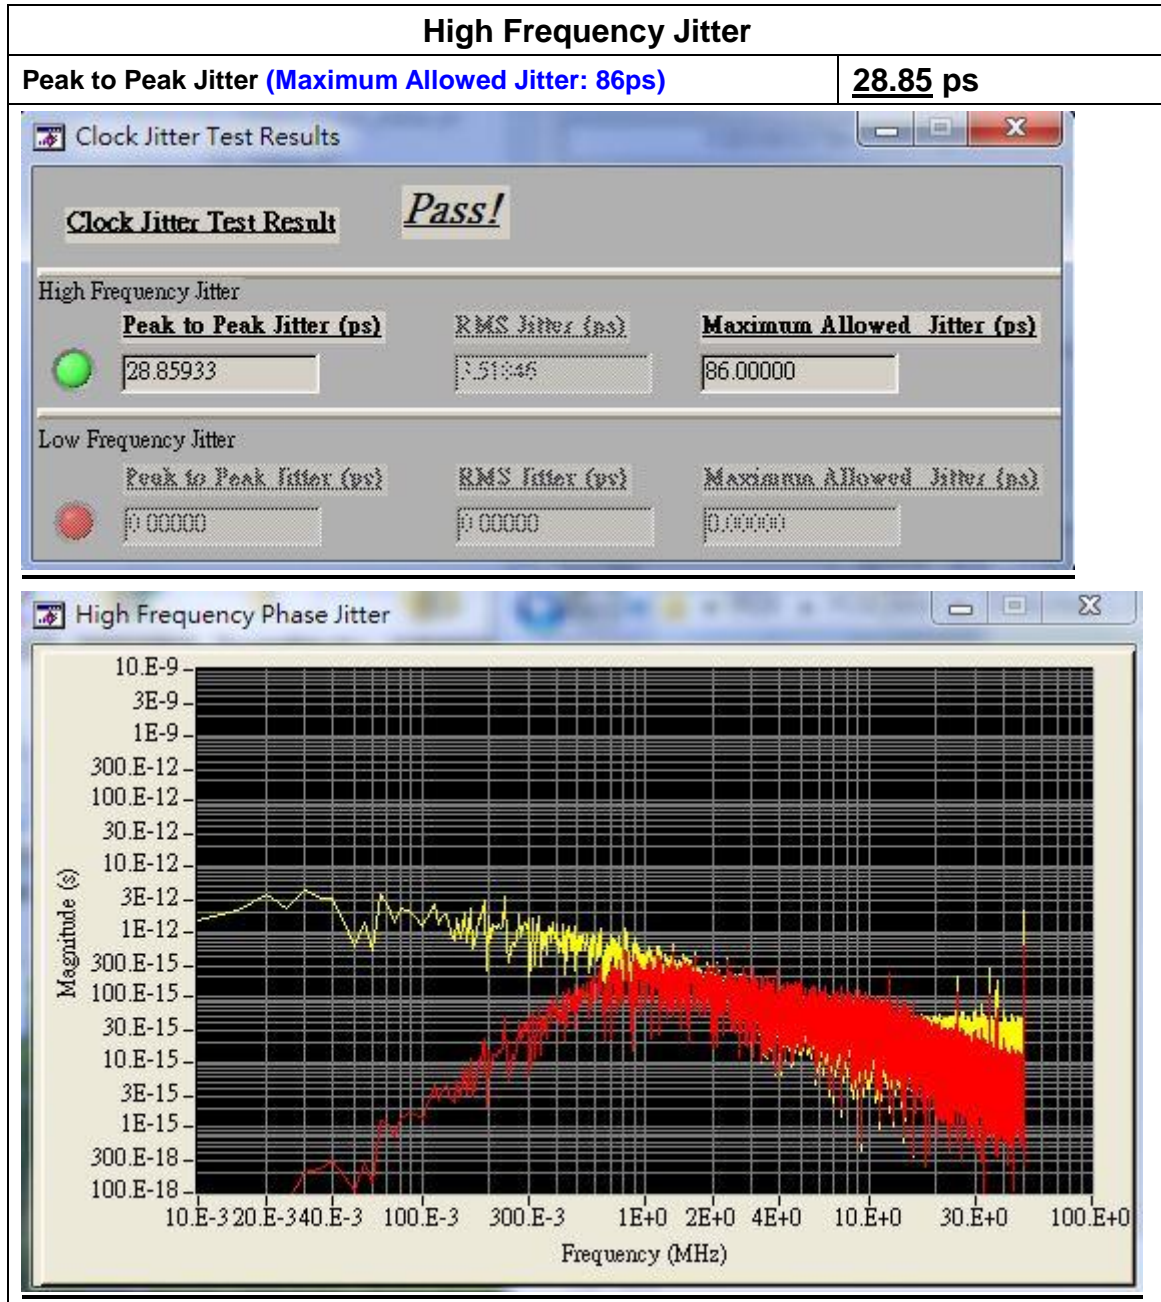 High Frequency Jitter
Peak to Peak Jitter (Maximum Allowed Jitter: 86ps) 28.85 ps
Clock Jitter Test Results
Clock Jitter Test Result Pass!
High Frequency Jitter
Peak to Peak Jitter (ps) RMS Jitter (ps) Maximum Allowed Jitter (ps)
28.85933 86.00000
Low Frequency Jitter
Peak to Peak Jitter (ps) RMS Jitter (ps) Maximum Allowed Jitter (ps)
0.00000 0.00000 0.00000
High Frequency Phase Jitter
10.E-9
3E-9
1E-9
300.E-12
100.E-12
30.E-12
10.E-12
3E-12
1E-12
300.E-15
100.E-15
30.E-15
10.E-15
3E-15
1E-15
300.E-18
100.E-18
Magnitude (s)
10.E-3 20.E-3 40.E-3 100.E-3 300.E-3 1E+0 2E+0 4E+0 10.E+0 30.E+0 100.E+0
Frequency (MHz)